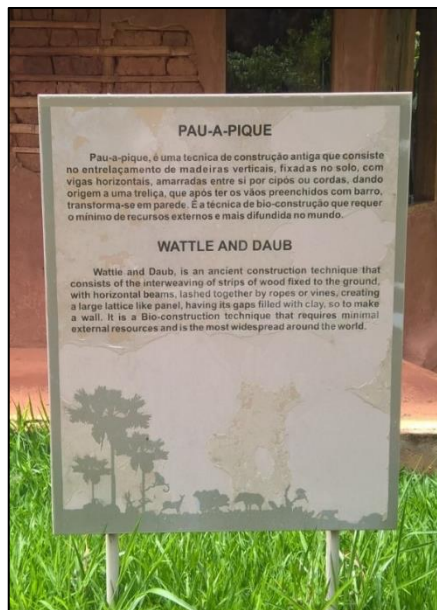 PAU-A-PIQUE
Pau-a-pique, é uma tecnica de construção antiga que consiste
no entrelaçamento de madeiras verticais, fixadas no solo, com
vigas horizontais, amarradas entre si por cipós ou cordas, dando
origem a uma treliça, que após ter os vãos preenchidos com barro,
transforma-se em parede. É a técnica de bio-construção que requer
o mínimo de recursos externos e mais difundida no mundo.
WATTLE AND DAUB
Wattle and Daub, is an ancient construction technique that
consists of the interweaving of strips of wood fixed to the ground,
with horizontal beams, lashed together by ropes or vines, creating
a large lattice like panel, having its gaps filled with clay, so to make
a wall. It is a Bio-construction technique that requires minimal
external resources and is the most widespread around the world.